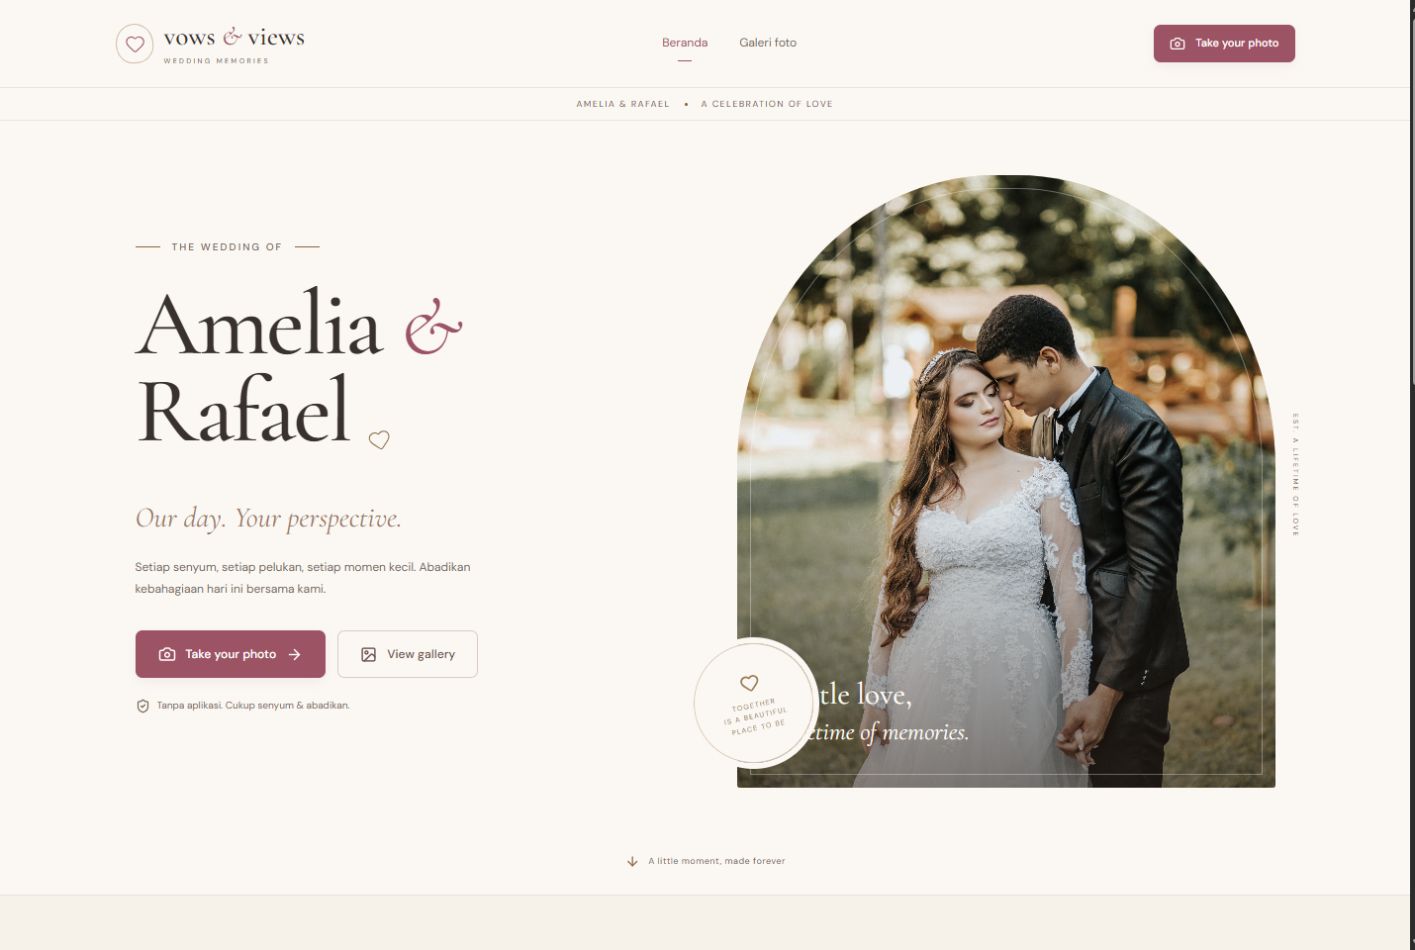 vows & views
WEDDING MEMORIES
Beranda
Galeri foto
Take your photo
AMELIA & RAFAEL • A CELEBRATION OF LOVE
THE WEDDING OF
Amelia &
Rafael
Our day. Your perspective.
Setiap senyum, setiap pelukan, setiap momen kecil. Abadikan
kebahagiaan hari ini bersama kami.
Take your photo
View gallery
Tanpa aplikasi. Cukup senyum & abadikan.
TOGETHER
IS A BEAUTIFUL
PLACE TO BE
tle love,
etime of memories.
EST. A LIFETIME OF LOVE
A little moment, made forever